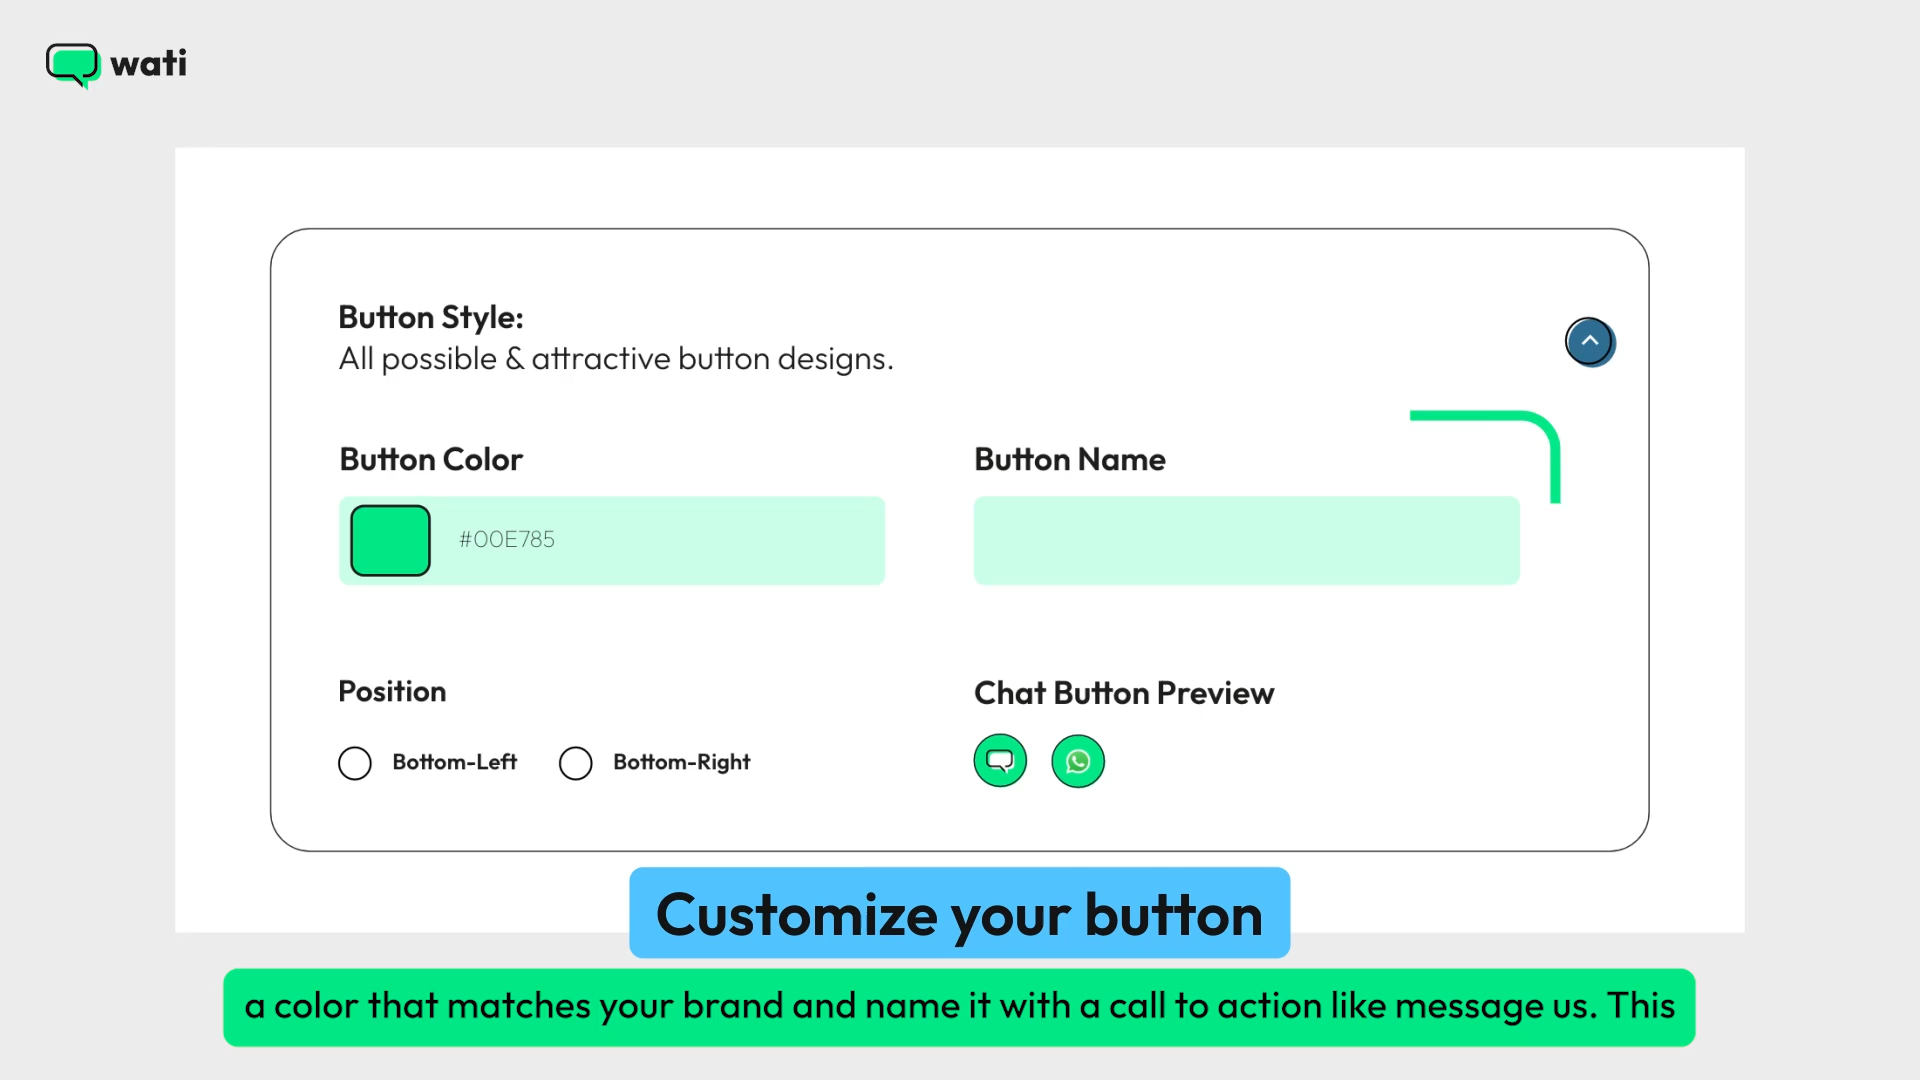 wati
Button Style:
All possible & attractive button designs.
Button Color
Button Name
#00E785
Position
Chat Button Preview
Bottom-Left
Bottom-Right
Customize your button
a color that matches your brand and name it with a call to action like message us. This